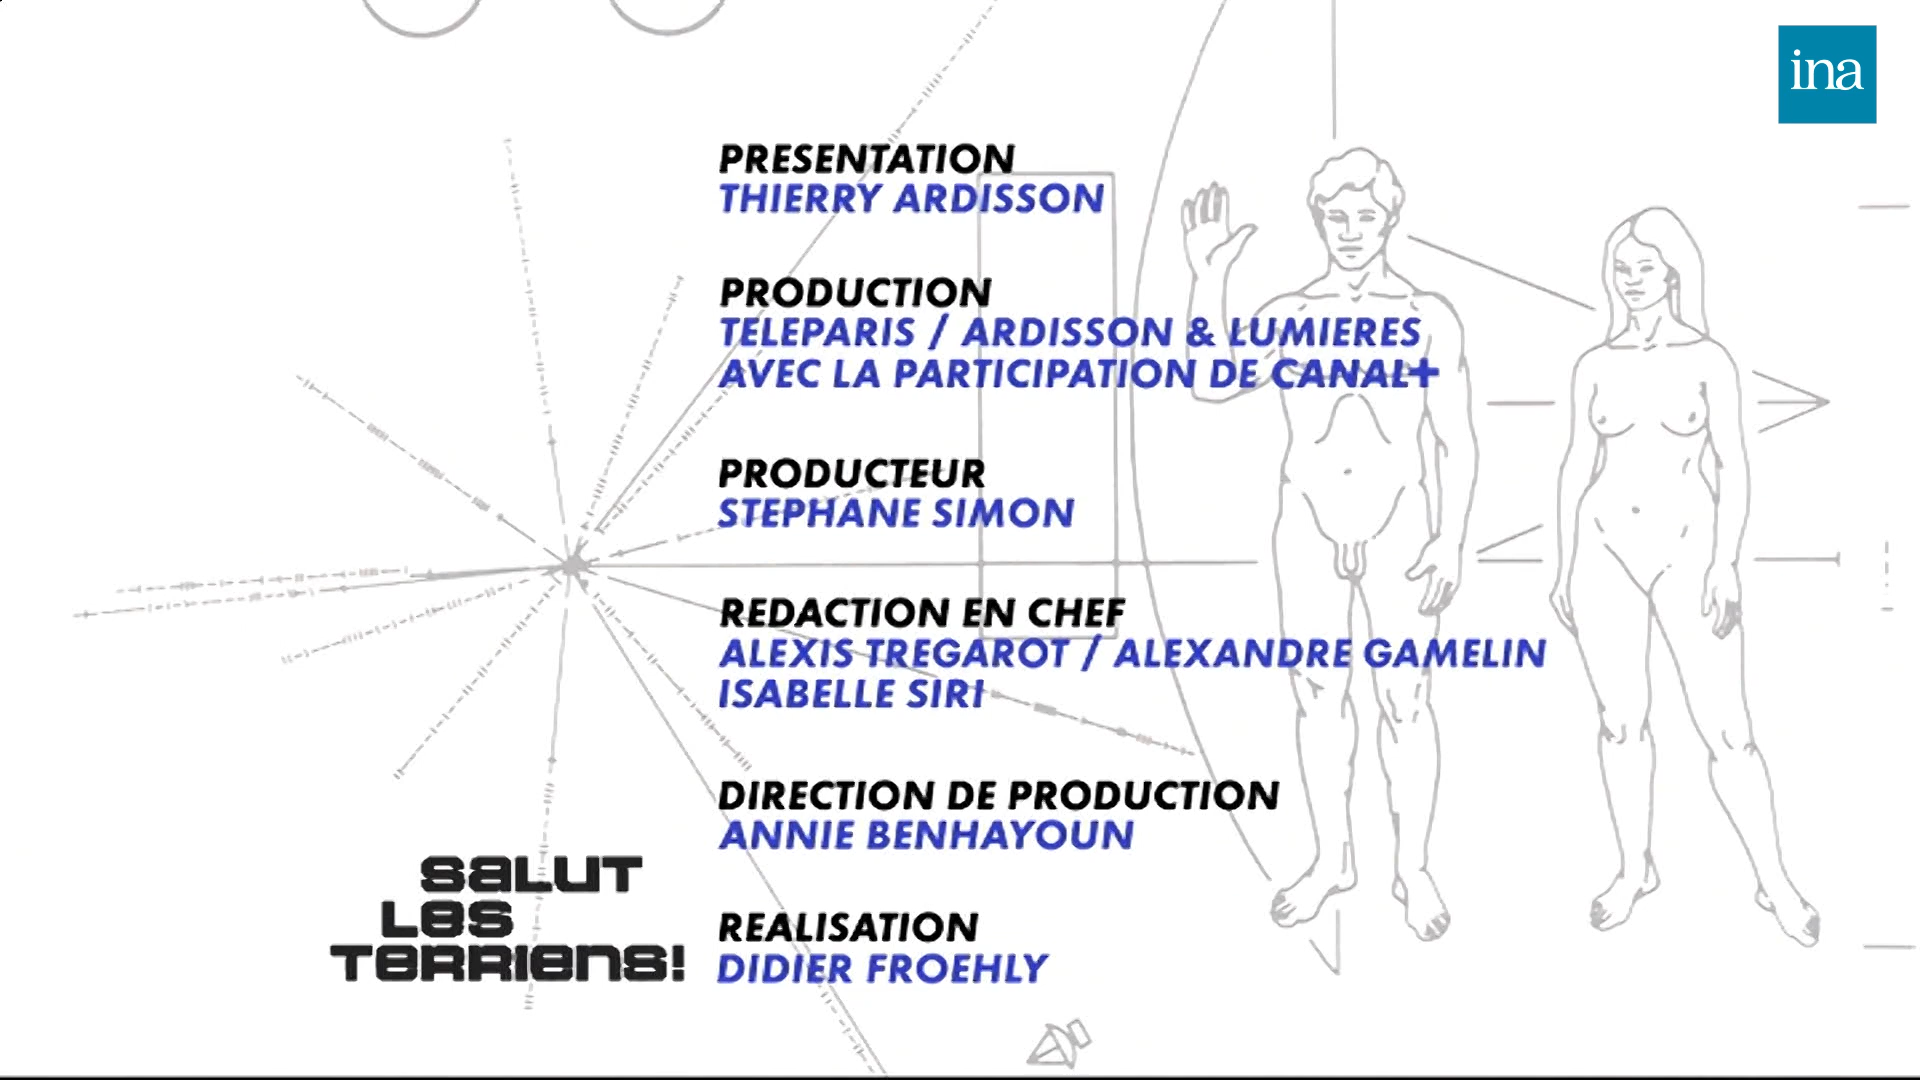 ina
PRESENTATION
THIERRY ARDISSON
PRODUCTION
TELEPARIS / ARDISSON & LUMIERES
AVEC LA PARTICIPATION DE CANAL+
PRODUCTEUR
STEPHANE SIMON
REDACTION EN CHEF
ALEXIS TREGAROT / ALEXANDRE GAMELIN
ISABELLE SIRI
DIRECTION DE PRODUCTION
ANNIE BENHAYOUN
REALISATION
DIDIER FROEHLY
SALUT
LES
TERRIENS!